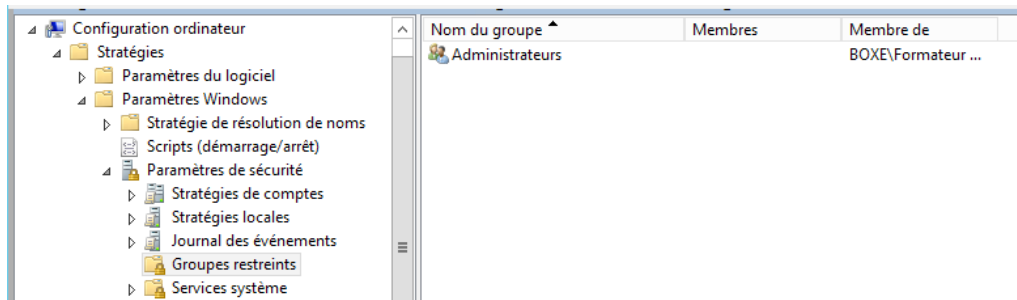 Configuration ordinateur
Stratégies
Paramètres du logiciel
Paramètres Windows
Stratégie de résolution de noms
Scripts (démarrage/arrêt)
Paramètres de sécurité
Stratégies de comptes
Stratégies locales
Journal des événements
Groupes restreints
Services système
Nom du groupe Membres Membre de
Administrateurs BOXE\Formateur ...